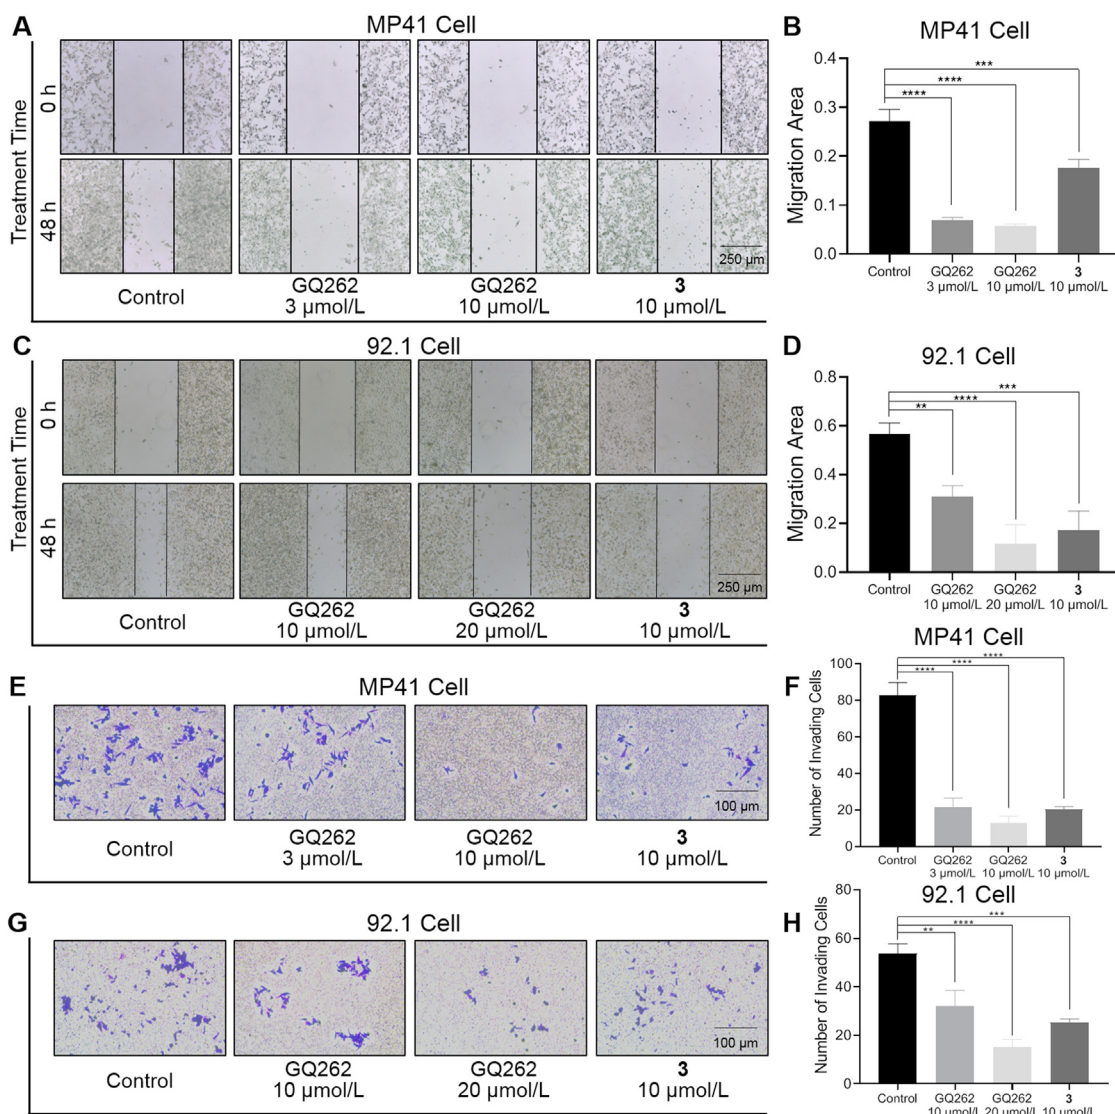 A
MP41 Cell
Treatment Time
0 h
48 h
250 µm
Control
GQ262
3 µmol/L
GQ262
10 µmol/L
3
10 µmol/L
B
MP41 Cell
Migration Area
0.4
0.3
0.2
0.1
0.0
***
****
****
Control
GQ262
3 µmol/L
GQ262
10 µmol/L
3
10 µmol/L
C
92.1 Cell
Treatment Time
0 h
48 h
250 µm
Control
GQ262
10 µmol/L
GQ262
20 µmol/L
3
10 µmol/L
D
92.1 Cell
Migration Area
0.8
0.6
0.4
0.2
0.0
***
****
**
Control
GQ262
10 µmol/L
GQ262
20 µmol/L
3
10 µmol/L
E
MP41 Cell
100 µm
Control
GQ262
3 µmol/L
GQ262
10 µmol/L
3
10 µmol/L
F
MP41 Cell
Number of Invading Cells
100
80
60
40
20
0
****
****
****
Control
GQ262
3 µmol/L
GQ262
10 µmol/L
3
10 µmol/L
G
92.1 Cell
100 µm
Control
GQ262
10 µmol/L
GQ262
20 µmol/L
3
10 µmol/L
H
92.1 Cell
Number of Invading Cells
80
60
40
20
0
***
****
**
Control
GQ262
10 µmol/L
GQ262
20 µmol/L
3
10 µmol/L